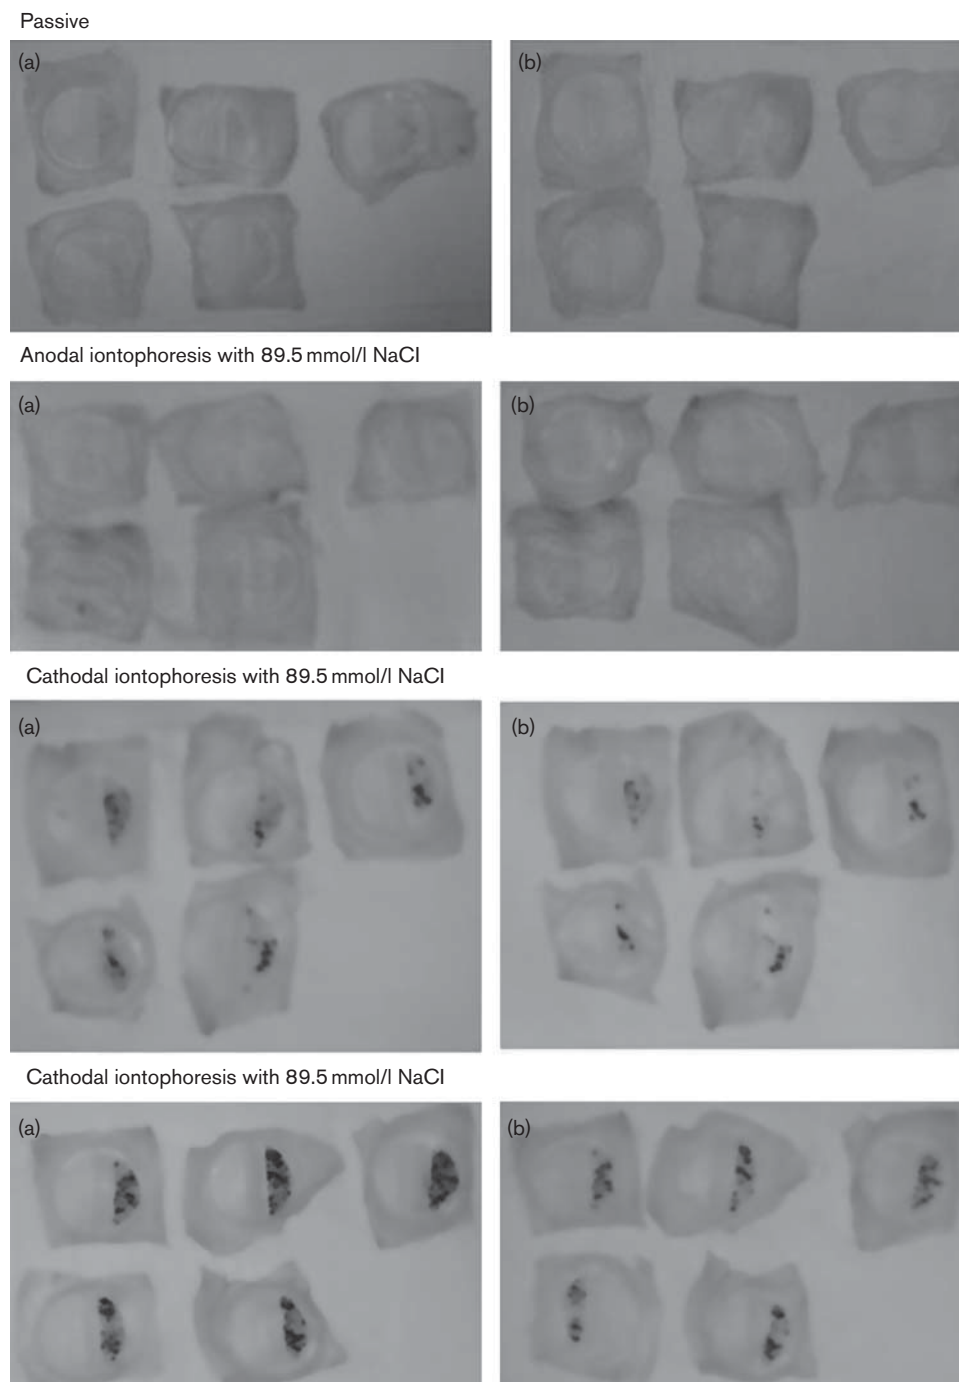 Passive
(a)
(b)
Anodal iontophoresis with 89.5 mmol/l NaCl
(a)
(b)
Cathodal iontophoresis with 89.5 mmol/l NaCl
(a)
(b)
Cathodal iontophoresis with 89.5 mmol/l NaCl
(a)
(b)